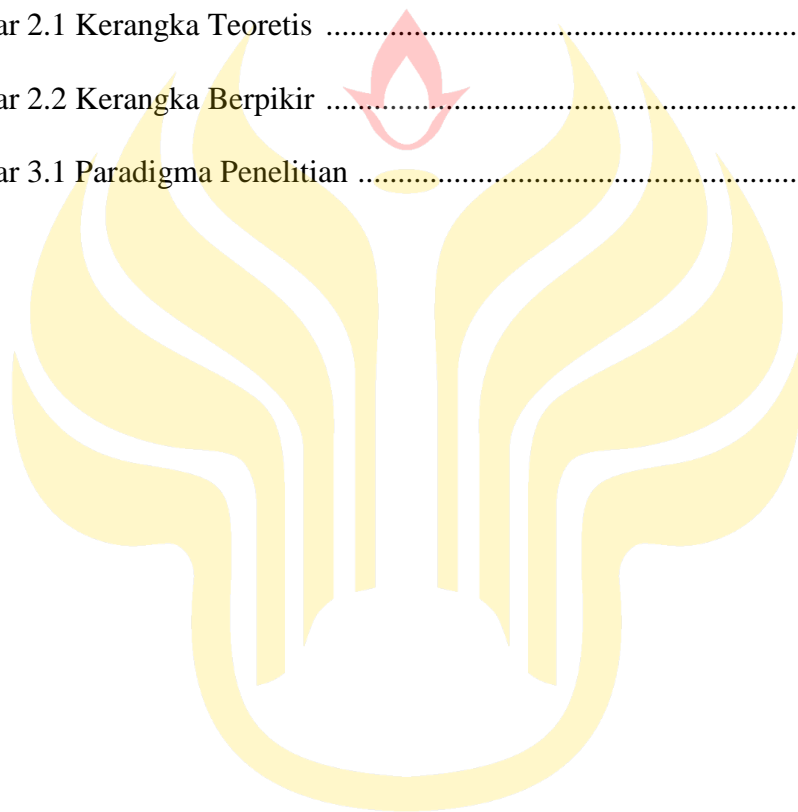 ar 2.1 Kerangka Teoretis ........................................................................
ar 2.2 Kerangka Berpikir ........................................................................
ar 3.1 Paradigma Penelitian ...................................................................